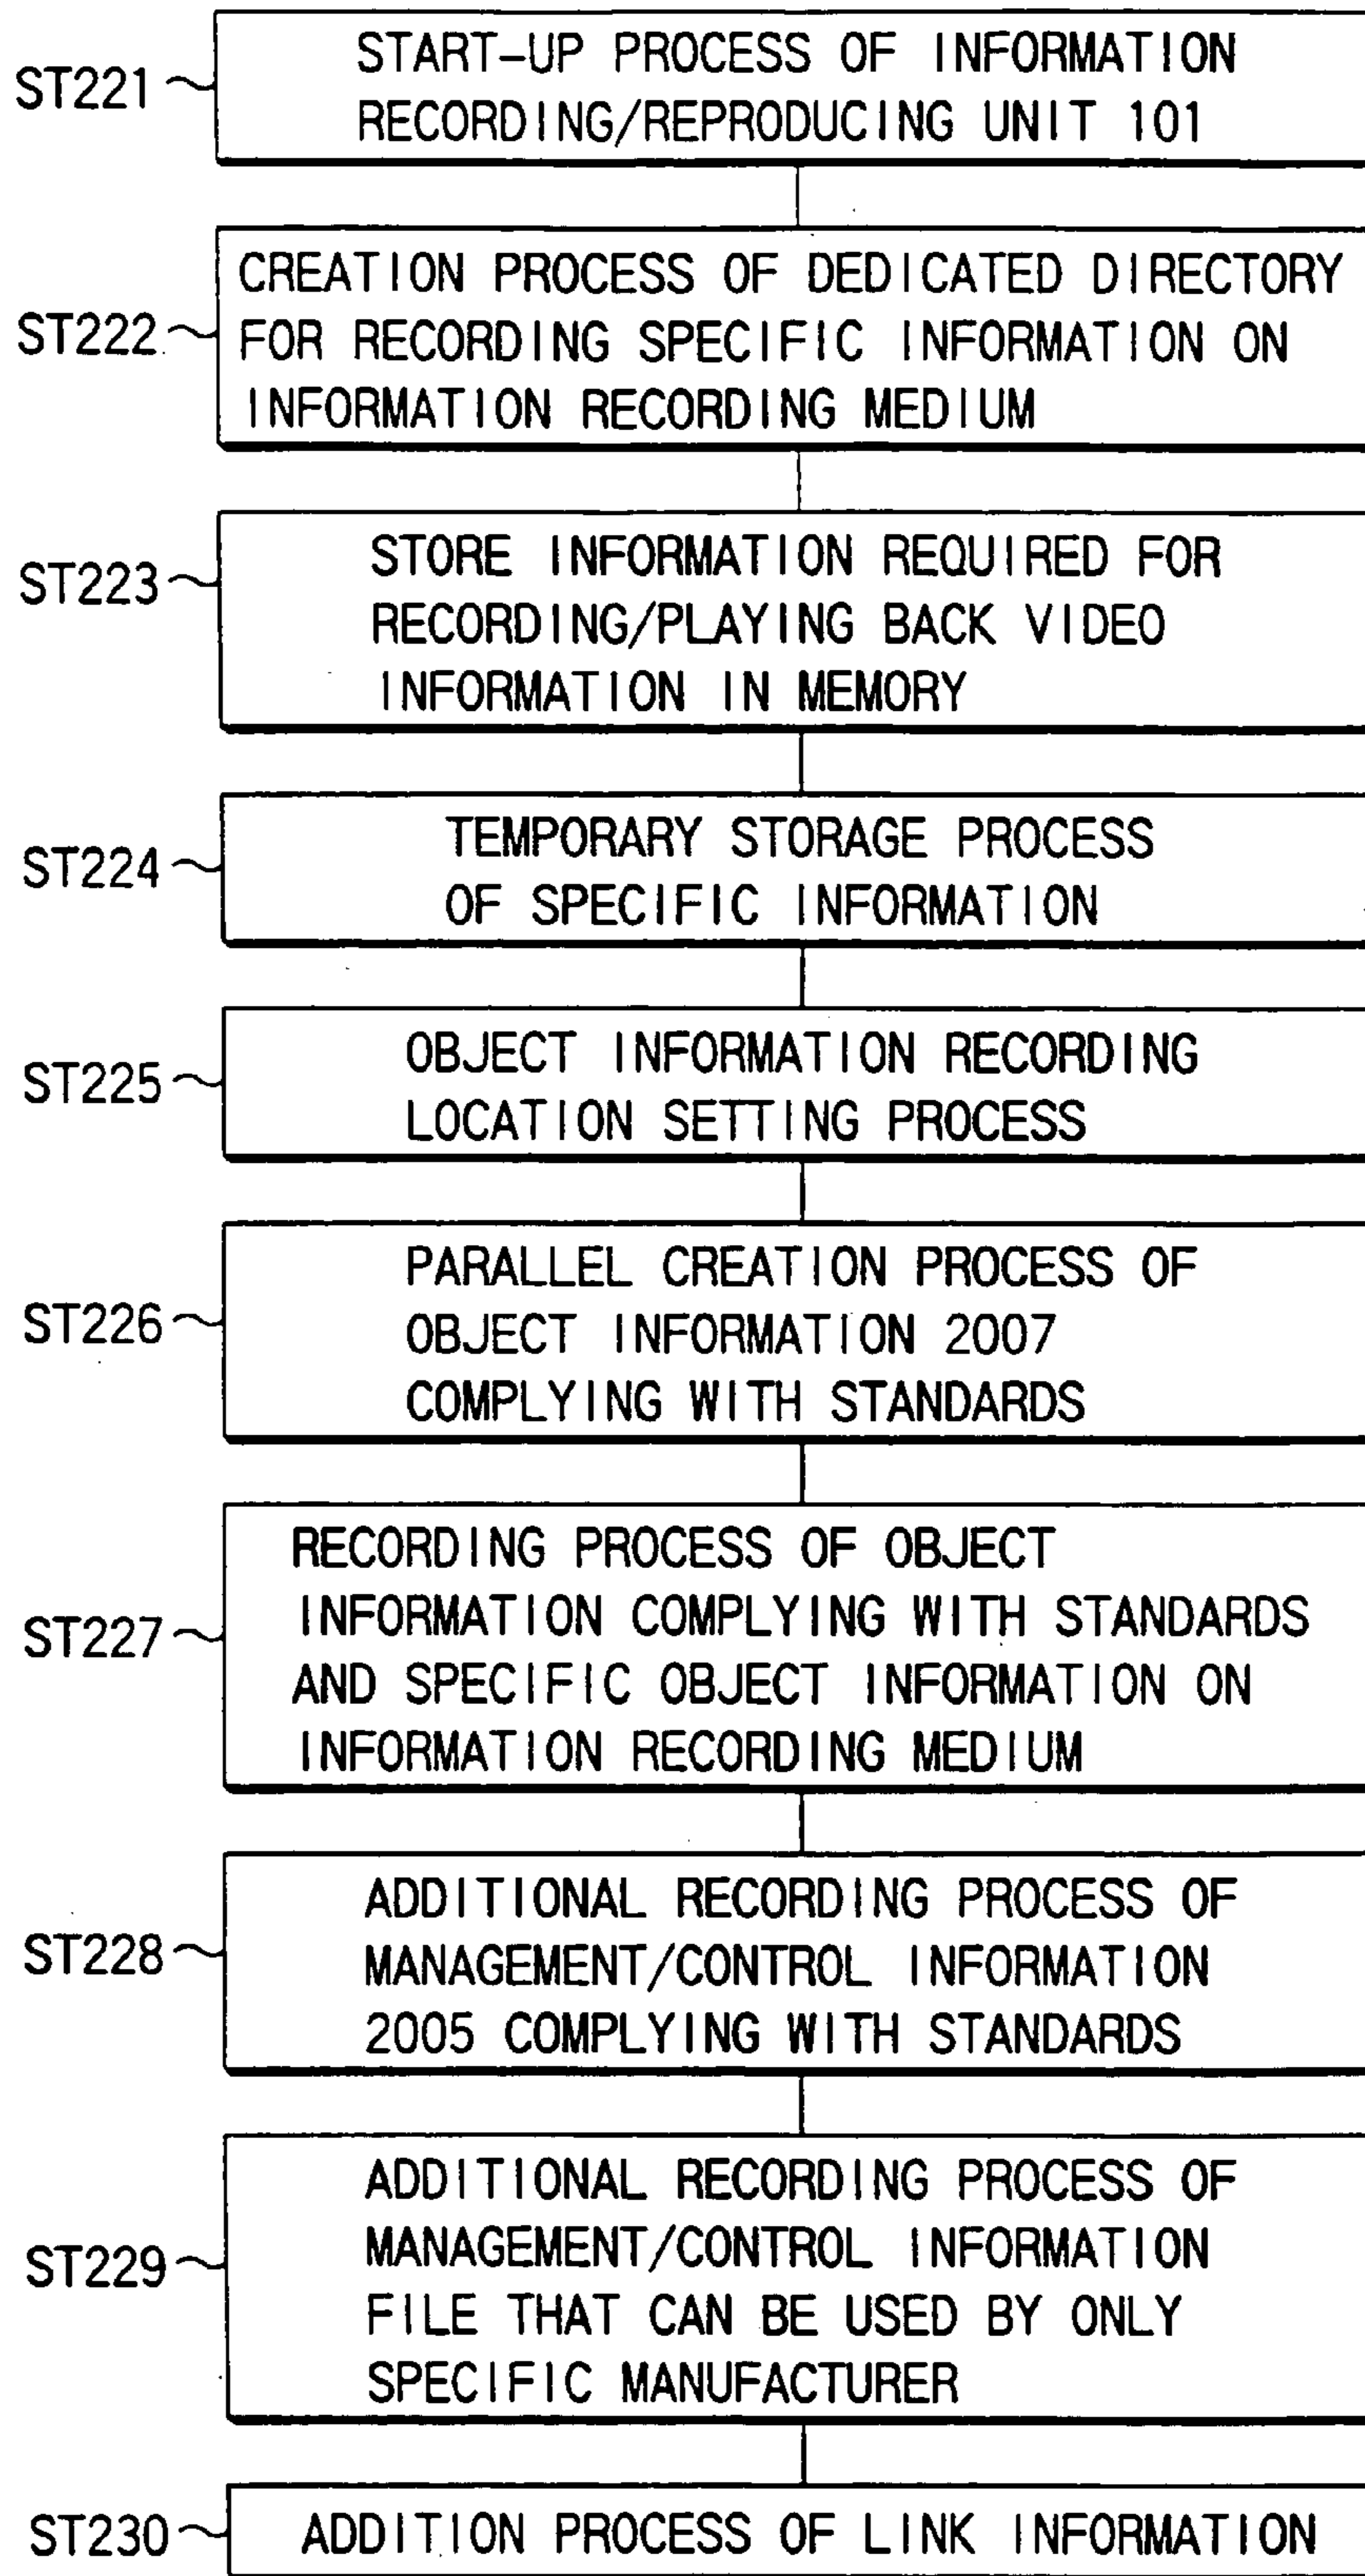 ST221
START-UP PROCESS OF INFORMATION
RECORDING/REPRODUCING UNIT 101
ST222
CREATION PROCESS OF DEDICATED DIRECTORY
FOR RECORDING SPECIFIC INFORMATION ON
INFORMATION RECORDING MEDIUM
ST223
STORE INFORMATION REQUIRED FOR
RECORDING/PLAYING BACK VIDEO
INFORMATION IN MEMORY
ST224
TEMPORARY STORAGE PROCESS
OF SPECIFIC INFORMATION
ST225
OBJECT INFORMATION RECORDING
LOCATION SETTING PROCESS
ST226
PARALLEL CREATION PROCESS OF
OBJECT INFORMATION 2007
COMPLYING WITH STANDARDS
ST227
RECORDING PROCESS OF OBJECT
INFORMATION COMPLYING WITH STANDARDS
AND SPECIFIC OBJECT INFORMATION ON
INFORMATION RECORDING MEDIUM
ST228
ADDITIONAL RECORDING PROCESS OF
MANAGEMENT/CONTROL INFORMATION
2005 COMPLYING WITH STANDARDS
ST229
ADDITIONAL RECORDING PROCESS OF
MANAGEMENT/CONTROL INFORMATION
FILE THAT CAN BE USED BY ONLY
SPECIFIC MANUFACTURER
ST230
ADDITION PROCESS OF LINK INFORMATION